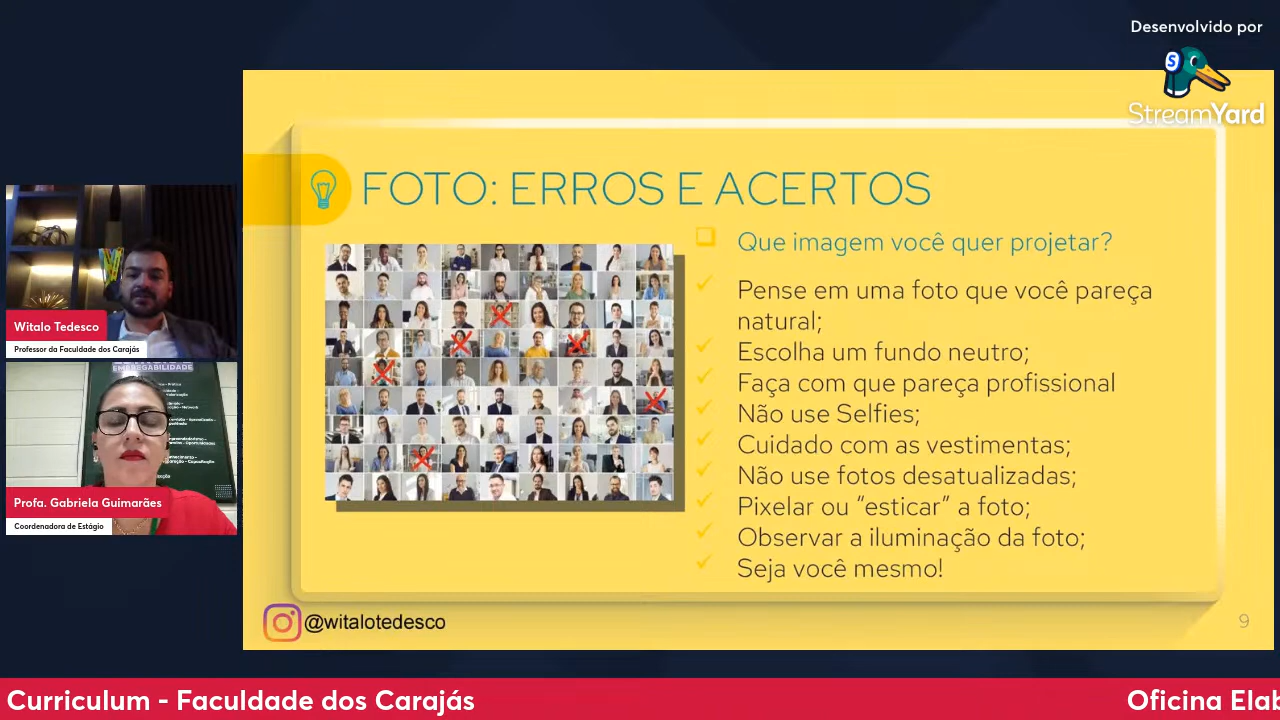 Desenvolvido por
StreamYard
FOTO: ERROS E ACERTOS
Que imagem você quer projetar?
Pense em uma foto que você pareça
natural;
Escolha um fundo neutro;
Faça com que pareça profissional
Não use Selfies;
Cuidado com as vestimentas;
Não use fotos desatualizadas;
Pixelar ou “esticar” a foto;
Observar a iluminação da foto;
Seja você mesmo!
@witalotedesco
9
Witalo Tedesco
Professor da Faculdade dos Carajás
EMPREGABILIDADE
Profa. Gabriela Guimarães
Coordenadora de Estágio
Curriculum - Faculdade dos Carajás
Oficina Elab